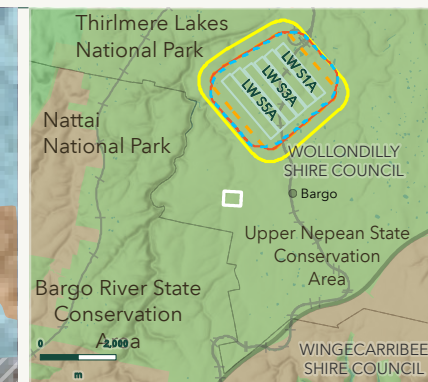 Thirlmere Lakes
National Park
LW S1A
LW S3A
LW S5A
Nattai
National Park
WOLLONDILLY
SHIRE COUNCIL
Bargo
Upper Nepean State
Conservation
Area
Bargo River State
Conservation
Area
0 2,000
m
WINGECARRIBEE
SHIRE COUNCIL